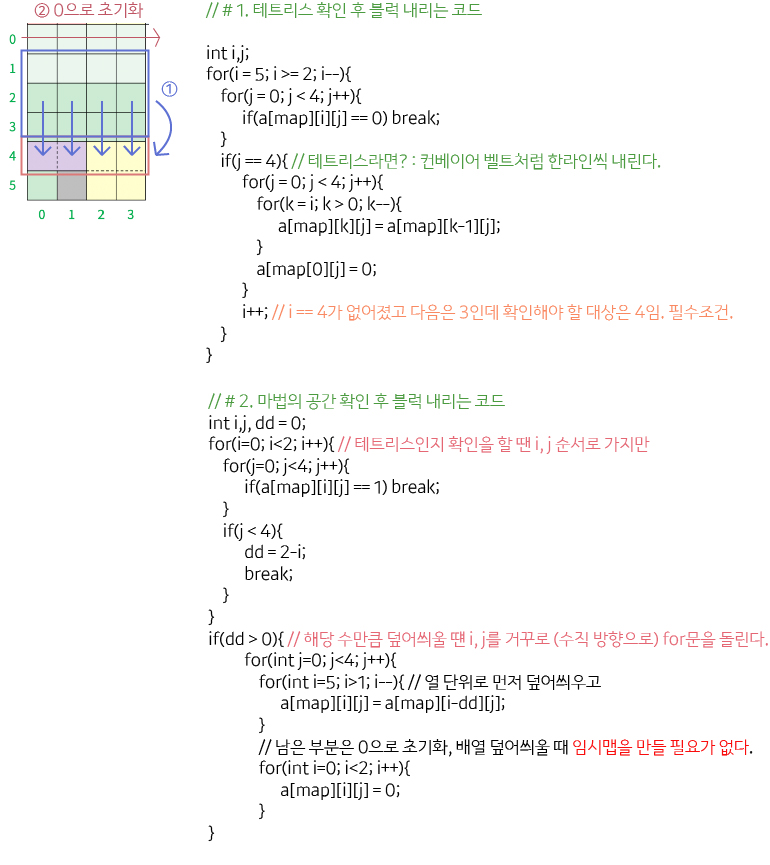 ② 0으로 초기화
0
1
2
3
4
5
①
0 1 2 3
// # 1. 테트리스 확인 후 블럭 내리는 코드
int i,j;
for(i = 5; i >= 2; i--){
for(j = 0; j < 4; j++){
if(a[map][i][j] == 0) break;
}
if(j == 4){ // 테트리스라면? : 컨베이어 벨트처럼 한라인씩 내린다.
for(j = 0; j < 4; j++){
for(k = i; k > 0; k--){
a[map][k][j] = a[map][k-1][j];
}
a[map[0][j] = 0;
}
i++; // i == 4가 없어졌고 다음은 3인데 확인해야 할 대상은 4임. 필수조건.
}
}
// # 2. 마법의 공간 확인 후 블럭 내리는 코드
int i,j, dd = 0;
for(i=0; i<2; i++){ // 테트리스인지 확인을 할 땐 i, j 순서로 가지만
for(j=0; j<4; j++){
if(a[map][i][j] == 1) break;
}
if(j < 4){
dd = 2-i;
break;
}
}
if(dd > 0){ // 해당 수만큼 덮어씌울 떈 i, j를 거꾸로 (수직 방향으로) for문을 돌린다.
for(int j=0; j<4; j++){
for(int i=5; i>1; i--){ // 열 단위로 먼저 덮어씌우고
a[map][i][j] = a[map][i-dd][j];
}
// 남은 부분은 0으로 초기화, 배열 덮어씌울 때 임시맵을 만들 필요가 없다.
for(int i=0; i<2; i++){
a[map][i][j] = 0;
}
}